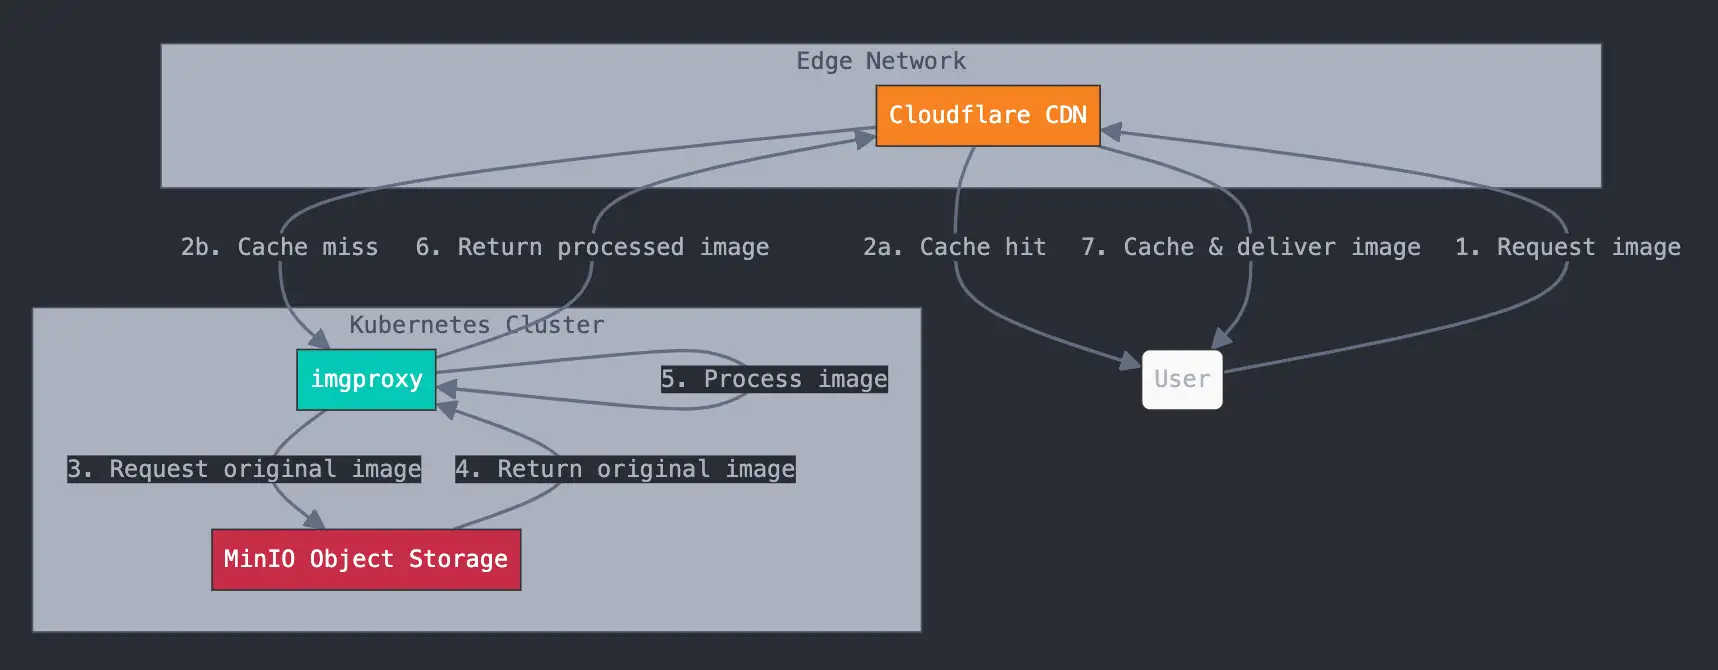 Edge Network
Cloudflare CDN
2b. Cache miss
6. Return processed image
2a. Cache hit
7. Cache & deliver image
1. Request image
Kubernetes Cluster
imgproxy
5. Process image
User
3. Request original image
4. Return original image
MinIO Object Storage